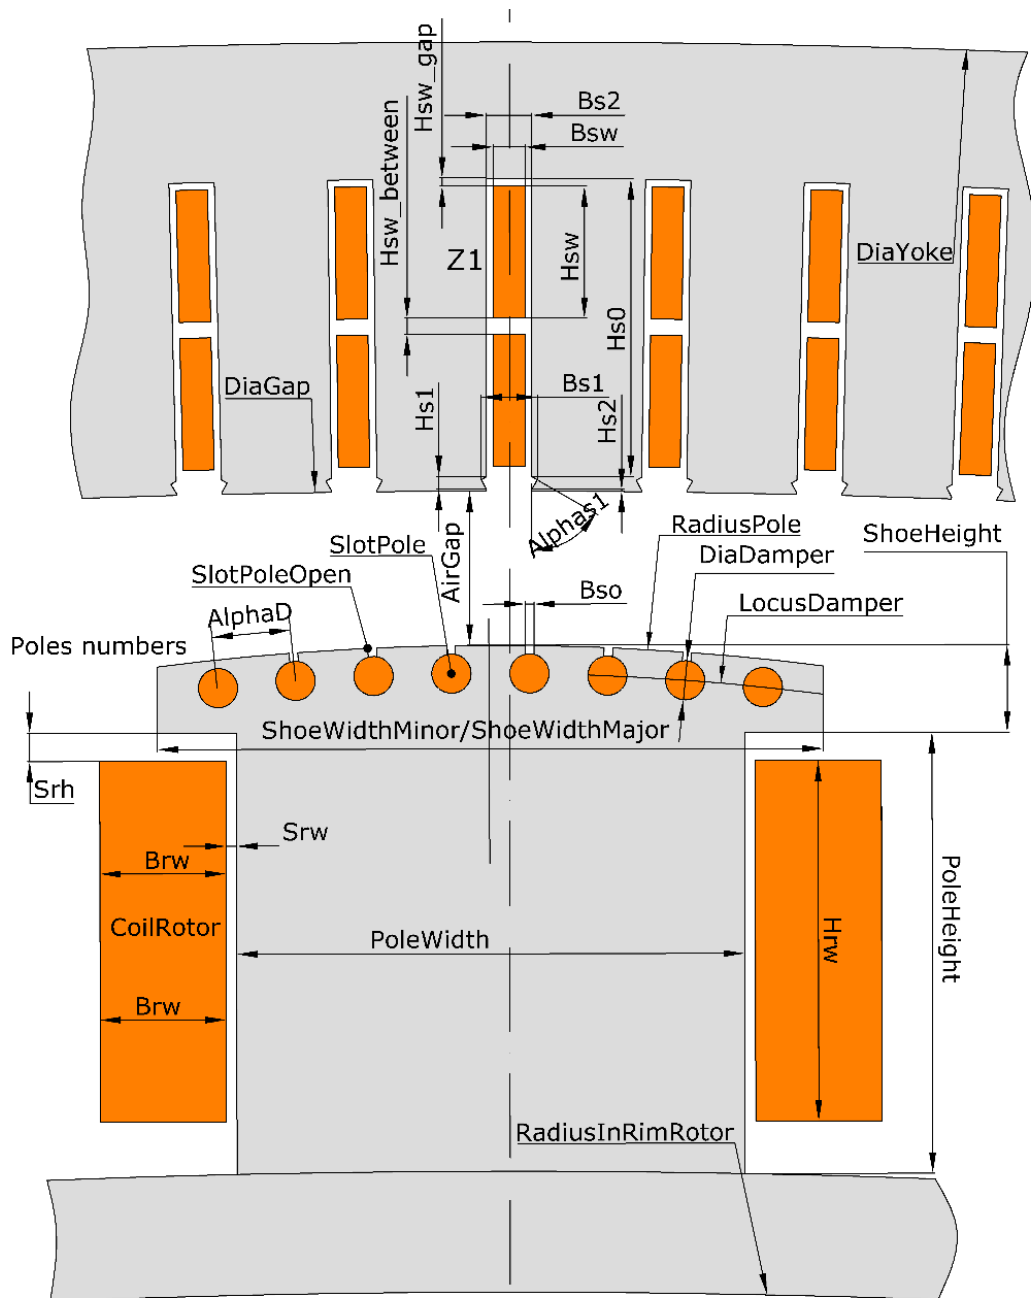 Hsw_gap
Bs2
Bsw
Hsw_between
Z1
Hsw
DiaYoke
Hs0
DiaGap
Hs1
Bs1
Hs2
Alphas1
SlotPole
RadiusPole
ShoeHeight
DiaDamper
SlotPoleOpen
AirGap
Bso
LocusDamper
AlphaD
Poles numbers
ShoeWidthMinor/ShoeWidthMajor
Srh
Srw
Brw
CoilRotor
PoleWidth
Hrw
PoleHeight
Brw
RadiusInRimRotor